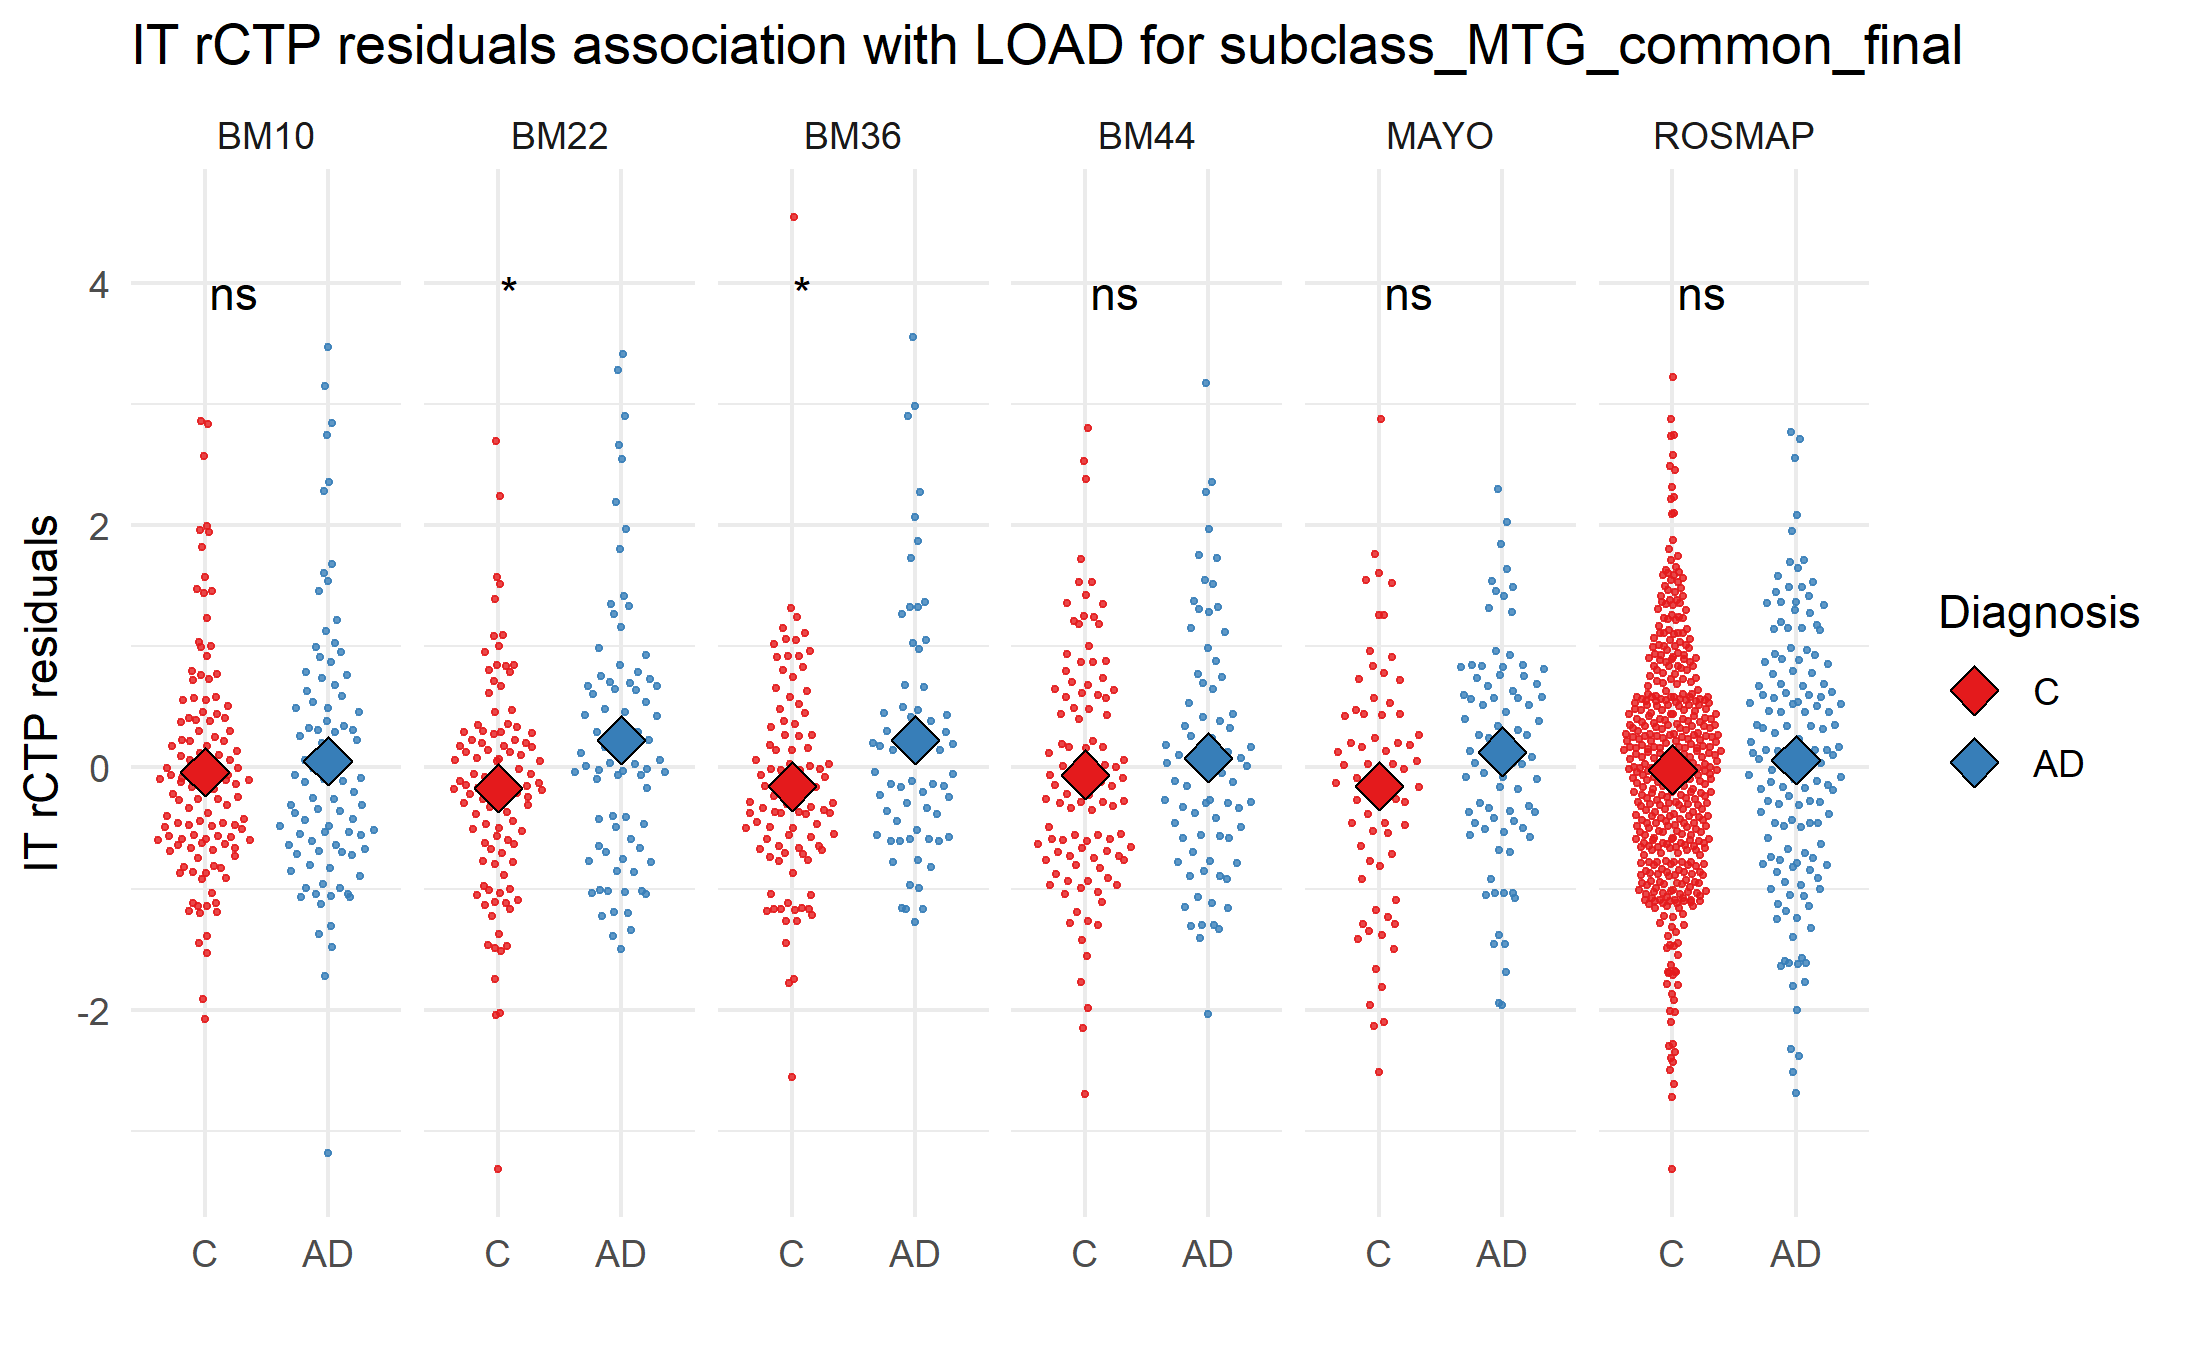 IT rCTP residuals association with LOAD for subclass_MTG_common_final
BM10 BM22 BM36 BM44 MAYO ROSMAP
ns * * ns ns ns
4
2
0
-2
IT rCTP residuals
C AD C AD C AD C AD C AD C AD
Diagnosis
C
AD